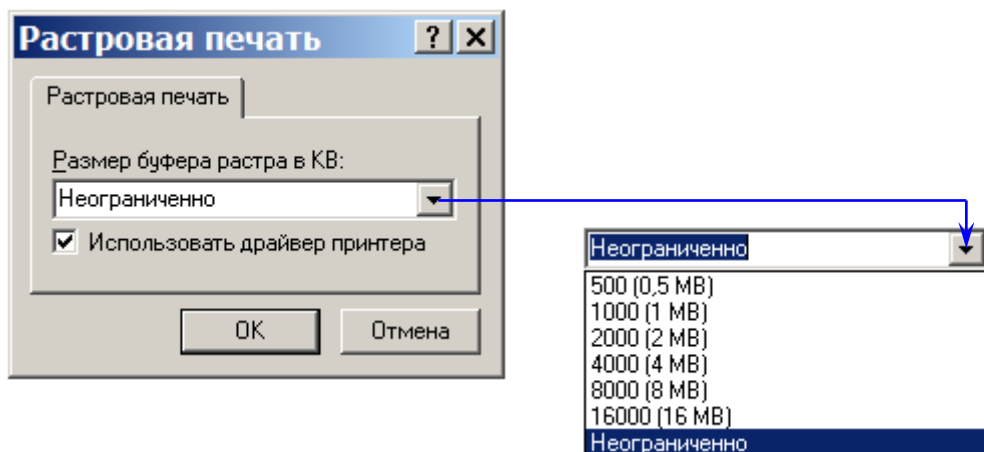 Растровая печать
Растровая печать
Размер буфера растра в КВ:
Неограниченно
Использовать драйвер принтера
OK
Отмена
Неограниченно
500 (0,5 MB)
1000 (1 MB)
2000 (2 MB)
4000 (4 MB)
8000 (8 MB)
16000 (16 MB)
Неограниченно